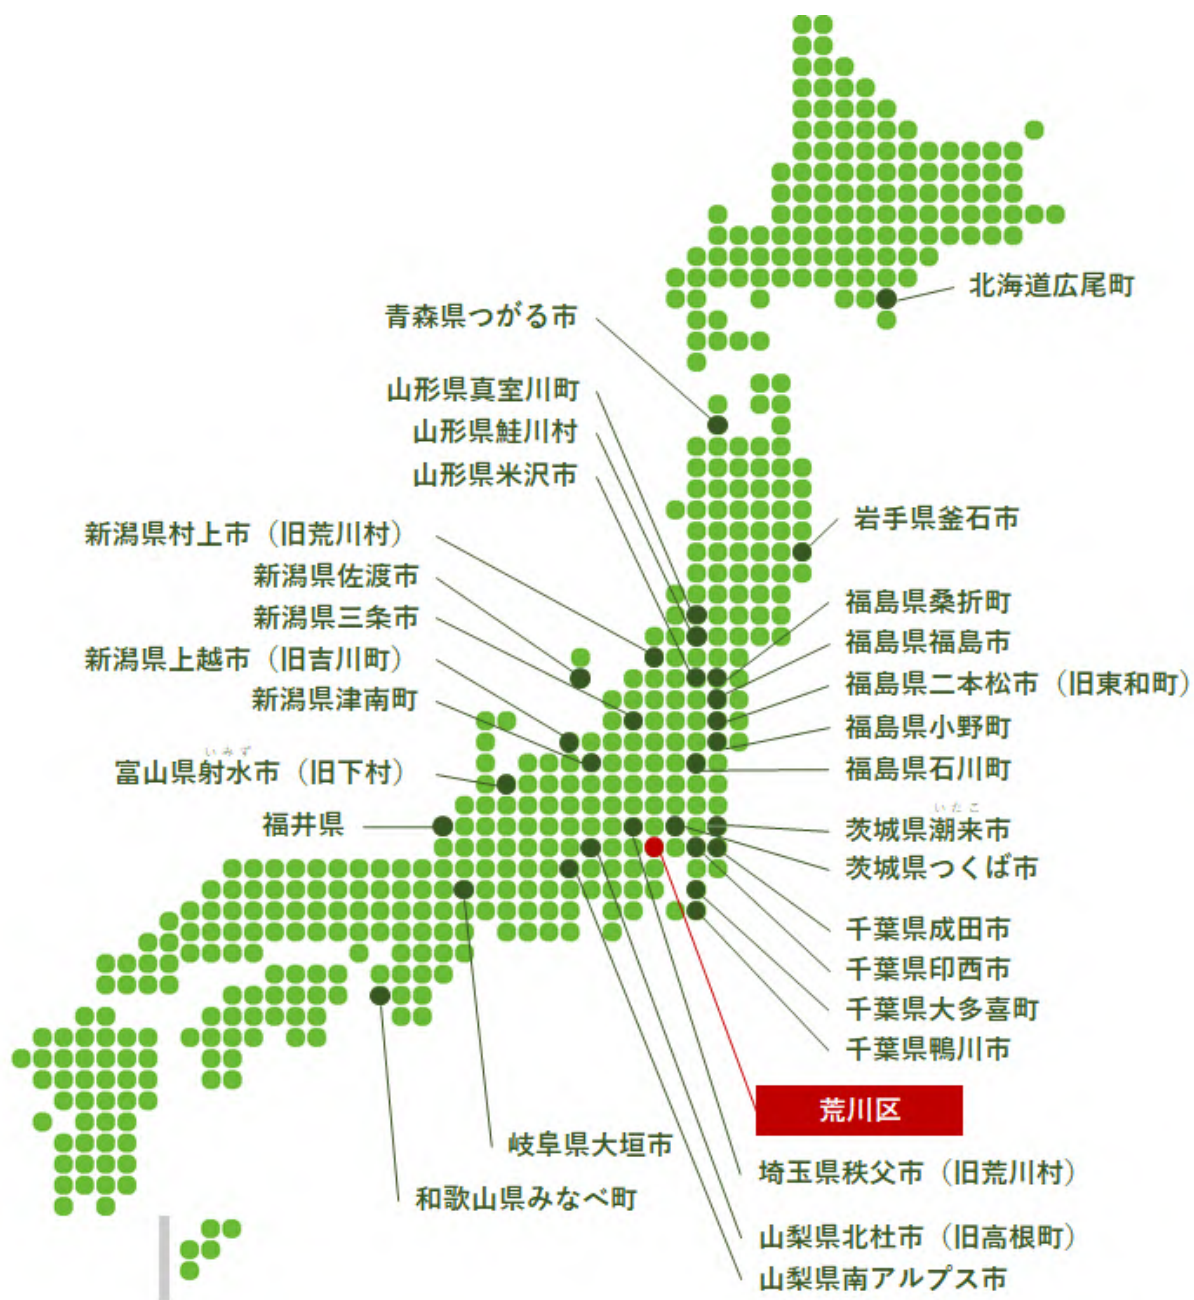 北海道広尾町
青森県つがる市
山形県真室川町
山形県鮭川村
山形県米沢市
岩手県釜石市
新潟県村上市（旧荒川村）
新潟県佐渡市
新潟県三条市
新潟県上越市（旧吉川町）
新潟県津南町
いみず
富山県射水市（旧下村）
福井県
福島県桑折町
福島県福島市
福島県二本松市（旧東和町）
福島県小野町
福島県石川町
いたこ
茨城県潮来市
茨城県つくば市
千葉県成田市
千葉県印西市
千葉県大多喜町
千葉県鴨川市
荒川区
岐阜県大垣市
和歌山県みなべ町
埼玉県秩父市（旧荒川村）
山梨県北杜市（旧高根町）
山梨県南アルプス市